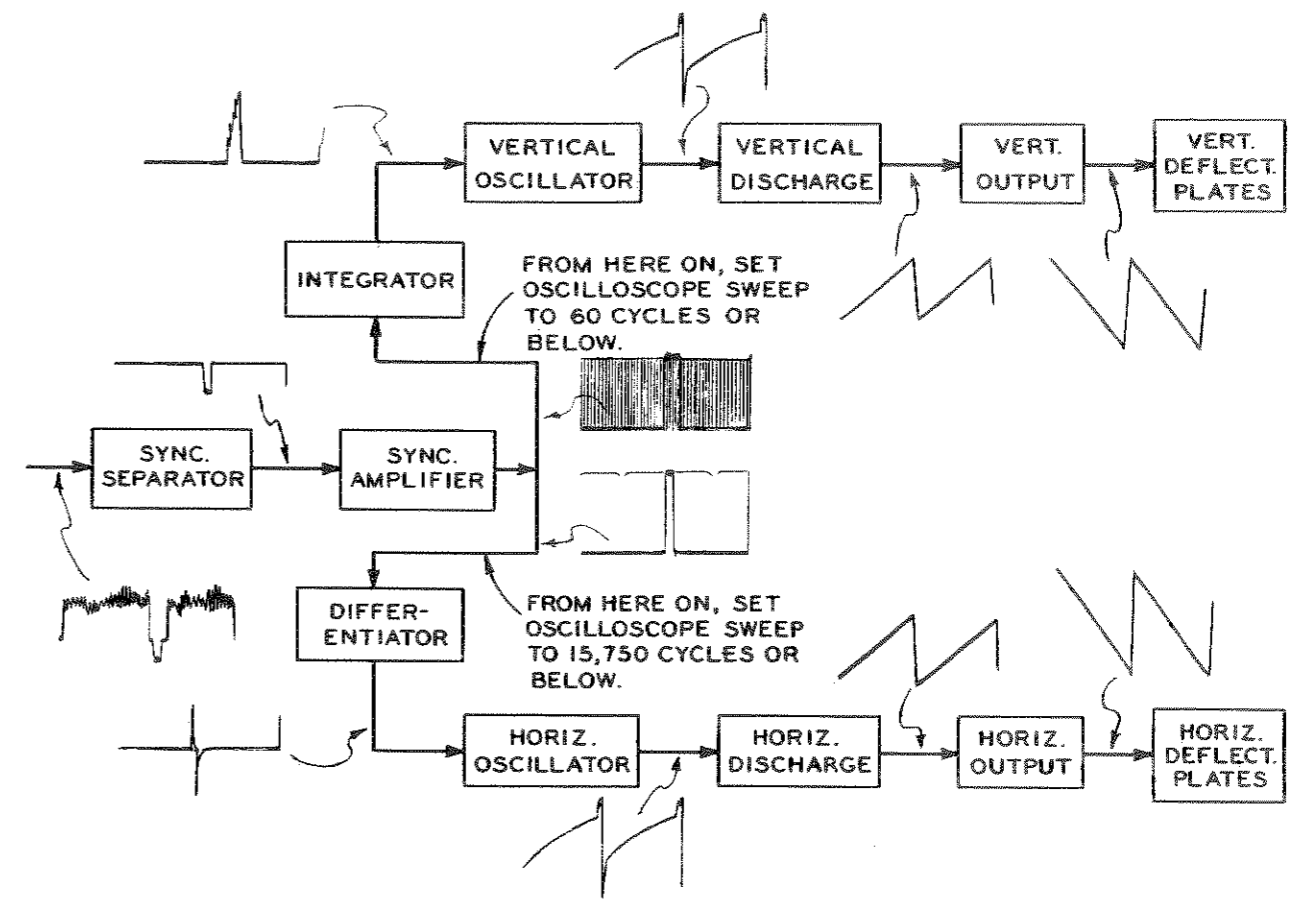 VERTICAL
OSCILLATOR
VERTICAL
DISCHARGE
VERT.
OUTPUT
VERT.
DEFLECT.
PLATES
INTEGRATOR
FROM HERE ON, SET
OSCILLOSCOPE SWEEP
TO 60 CYCLES OR
BELOW.
SYNC.
SEPARATOR
SYNC.
AMPLIFIER
DIFFER-
ENTIATOR
FROM HERE ON, SET
OSCILLOSCOPE SWEEP
TO 15,750 CYCLES OR
BELOW.
HORIZ.
OSCILLATOR
HORIZ.
DISCHARGE
HORIZ.
OUTPUT
HORIZ.
DEFLECT.
PLATES